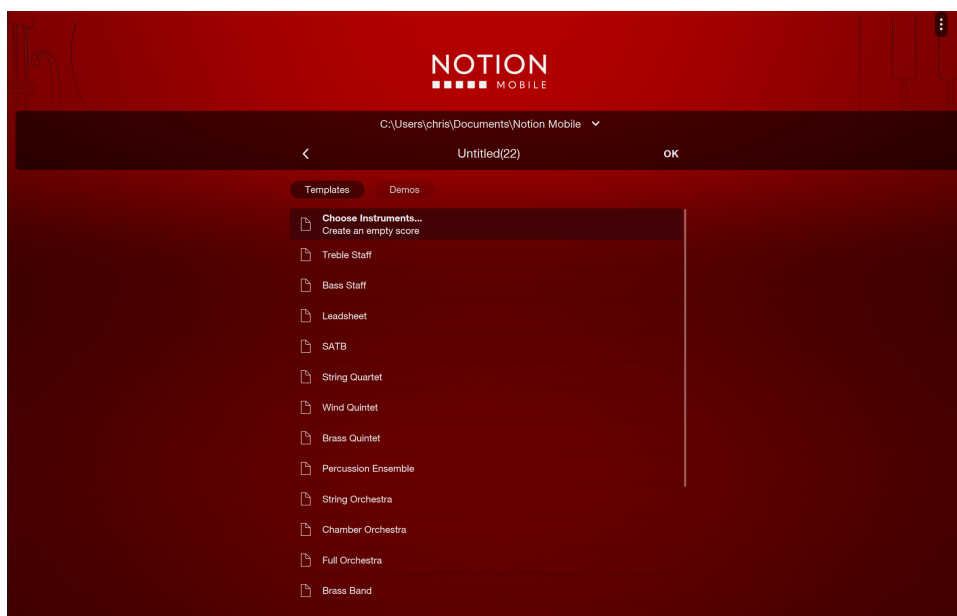 NOTION
MOBILE
C:\Users\chris\Documents\Notion Mobile
Untitled(22)
OK
Templates
Demos
Choose Instruments...
Create an empty score
Treble Staff
Bass Staff
Leadsheet
SATB
String Quartet
Wind Quintet
Brass Quintet
Percussion Ensemble
String Orchestra
Chamber Orchestra
Full Orchestra
Brass Band